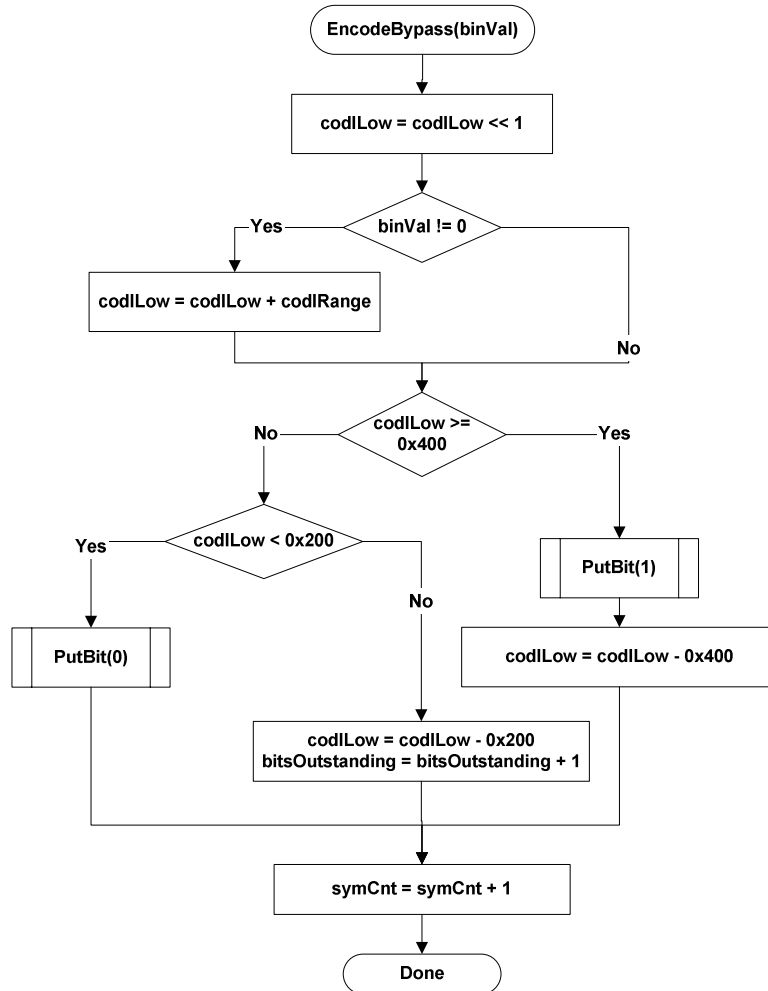 EncodeBypass(binVal)
codILow = codILow << 1
Yes
binVal != 0
codILow = codILow + codIRange
No
codILow >=
0x400
No
Yes
codILow < 0x200
Yes
No
PutBit(1)
PutBit(0)
codILow = codILow - 0x400
codILow = codILow - 0x200
bitsOutstanding = bitsOutstanding + 1
symCnt = symCnt + 1
Done